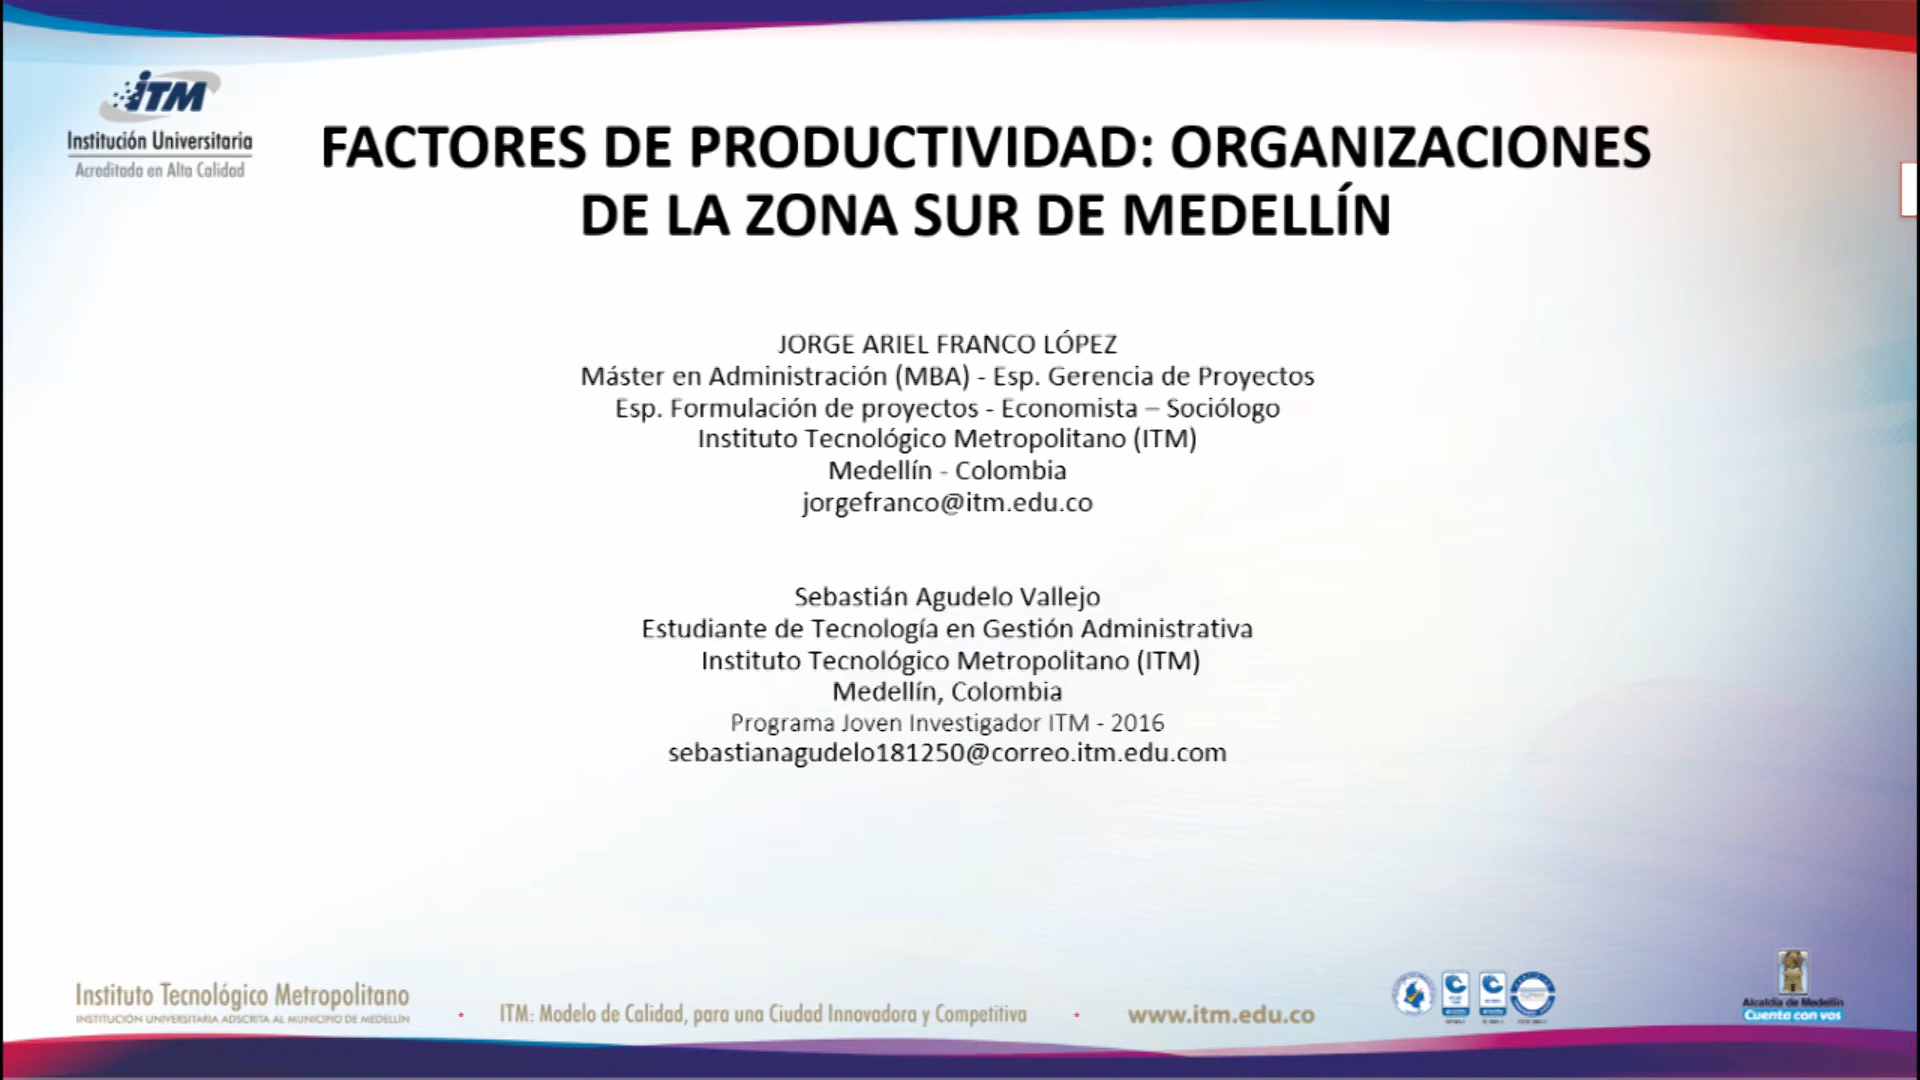 iTM
Institución Universitaria
Acreditada en Alta Calidad
FACTORES DE PRODUCTIVIDAD: ORGANIZACIONES
DE LA ZONA SUR DE MEDELLÍN
JORGE ARIEL FRANCO LÓPEZ
Máster en Administración (MBA) - Esp. Gerencia de Proyectos
Esp. Formulación de proyectos - Economista – Sociólogo
Instituto Tecnológico Metropolitano (ITM)
Medellín - Colombia
jorgefranco@itm.edu.co
Sebastián Agudelo Vallejo
Estudiante de Tecnología en Gestión Administrativa
Instituto Tecnológico Metropolitano (ITM)
Medellín, Colombia
Programa Joven Investigador ITM - 2016
sebastianagudelo181250@correo.itm.edu.com
Instituto Tecnológico Metropolitano
INSTITUCIÓN UNIVERSITARIA ADSCRITA AL MUNICIPIO DE MEDELLÍN
ITM: Modelo de Calidad, para una Ciudad Innovadora y Competitiva
www.itm.edu.co
Alcaldía de Medellín
Cuenta con vos